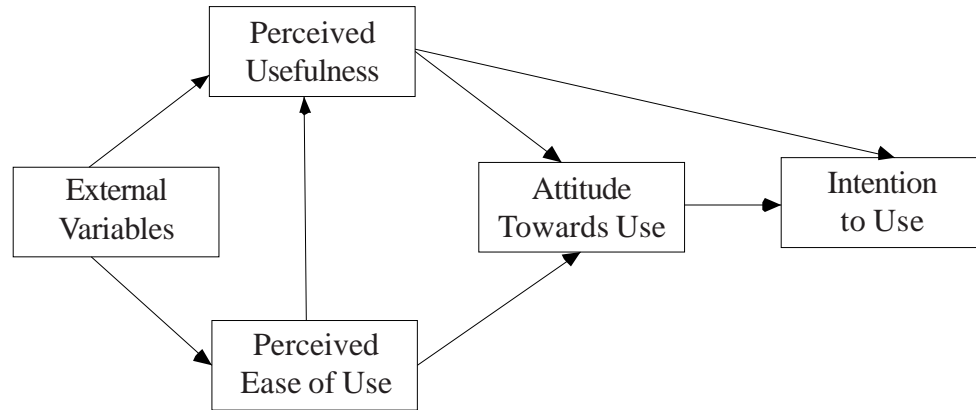 Perceived
Usefulness
External
Variables
Attitude
Towards Use
Intention
to Use
Perceived
Ease of Use